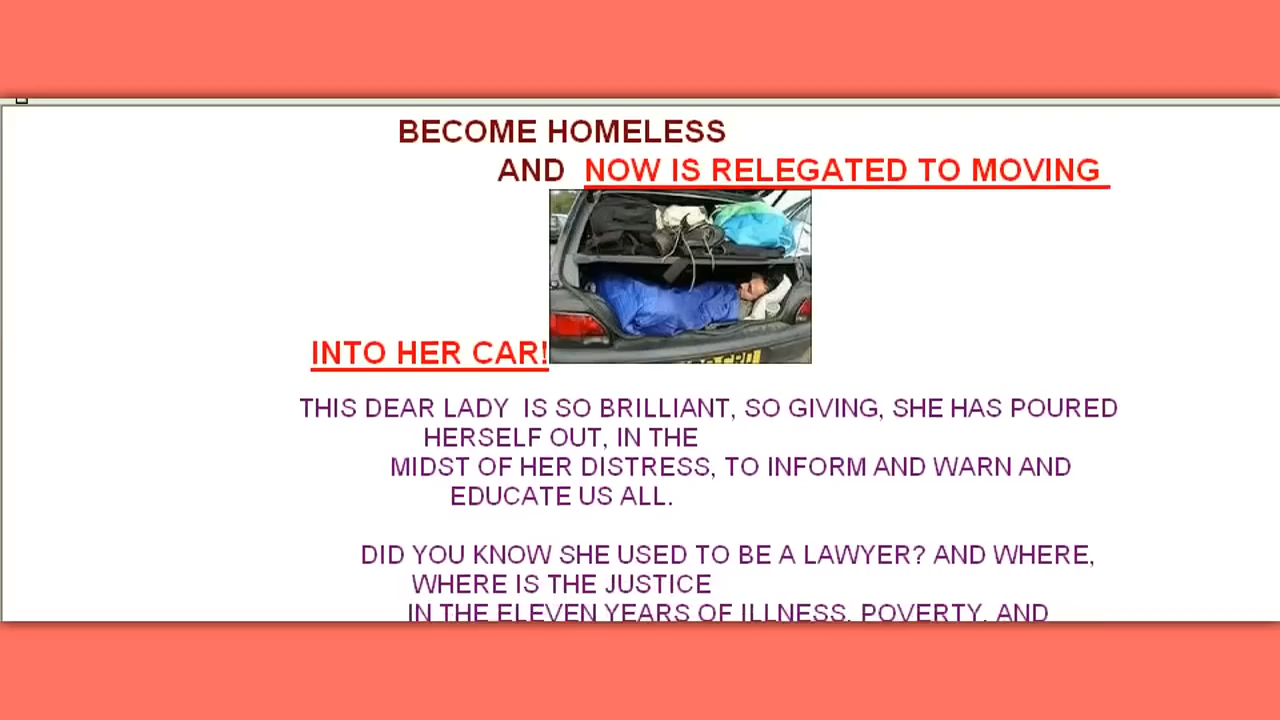 BECOME HOMELESS
AND NOW IS RELEGATED TO MOVING
INTO HER CAR!
THIS DEAR LADY IS SO BRILLIANT, SO GIVING, SHE HAS POURED
HERSELF OUT, IN THE
MIDST OF HER DISTRESS, TO INFORM AND WARN AND
EDUCATE US ALL.
DID YOU KNOW SHE USED TO BE A LAWYER? AND WHERE,
WHERE IS THE JUSTICE
IN THE ELEVEN YEARS OF ILLNESS, POVERTY, AND